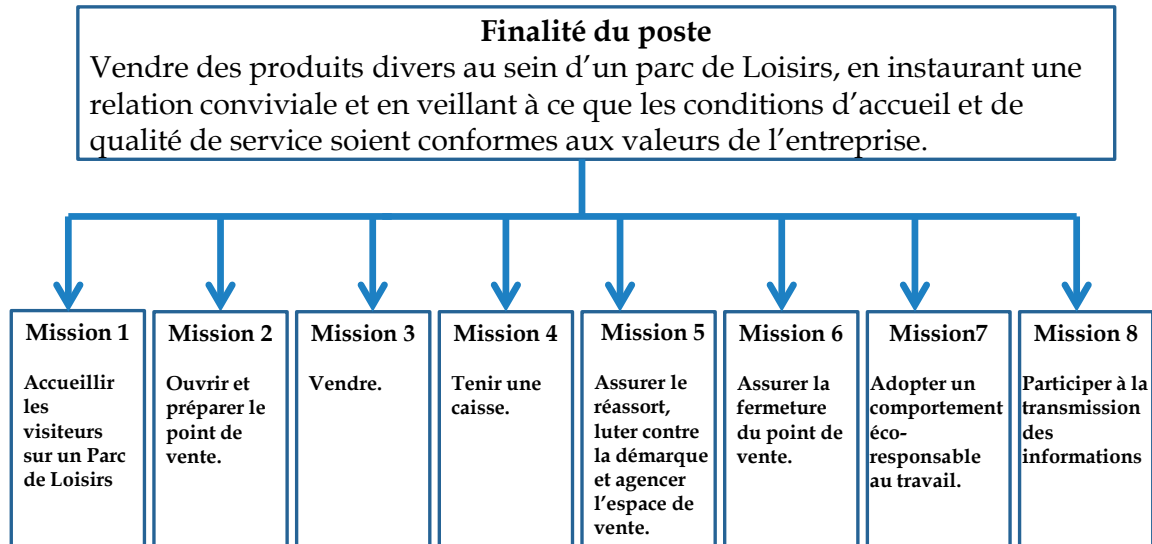 Finalité du poste
Vendre des produits divers au sein d’un parc de Loisirs, en instaurant une
relation conviviale et en veillant à ce que les conditions d’accueil et de
qualité de service soient conformes aux valeurs de l’entreprise.
Mission 1
Accueillir
les
visiteurs
sur un Parc
de Loisirs
Mission 2
Ouvrir et
préparer le
point de
vente.
Mission 3
Vendre.
Mission 4
Tenir une
caisse.
Mission 5
Assurer le
réassort,
luter contre
la démarque
et agencer
l’espace de
vente.
Mission 6
Assurer la
fermeture
du point de
vente.
Mission7
Adopter un
comportement
éco-
responsable
au travail.
Mission 8
Participer à la
transmission
des
informations